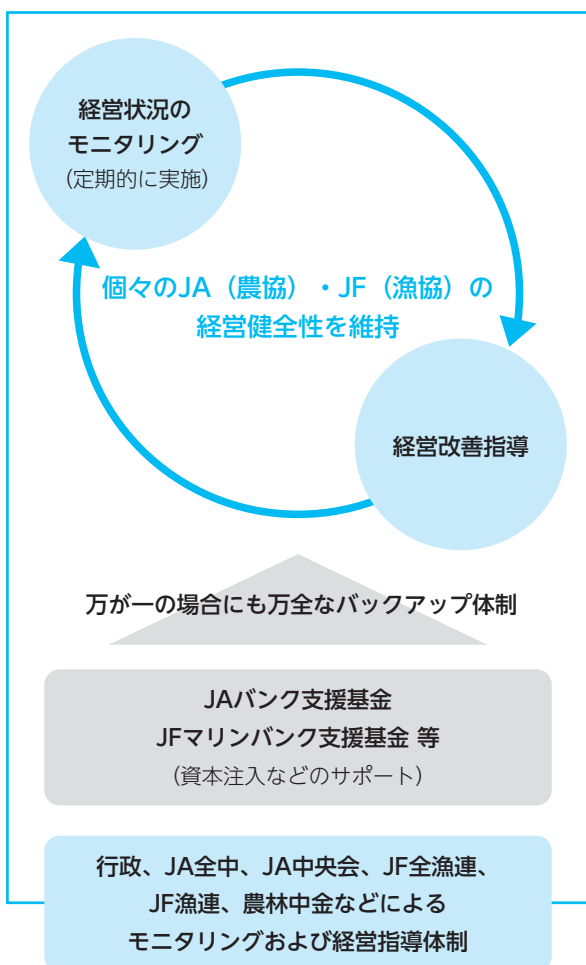 経営状況の
モニタリング
（定期的に実施）
個々のJA（農協）・JF（漁協）の
経営健全性を維持
経営改善指導
万が一の場合にも万全なバックアップ体制
JAバンク支援基金
JFマリンバンク支援基金 等
（資本注入などのサポート）
行政、JA全中、JA中央会、JF全漁連、
JF漁連、農林中金などによる
モニタリングおよび経営指導体制